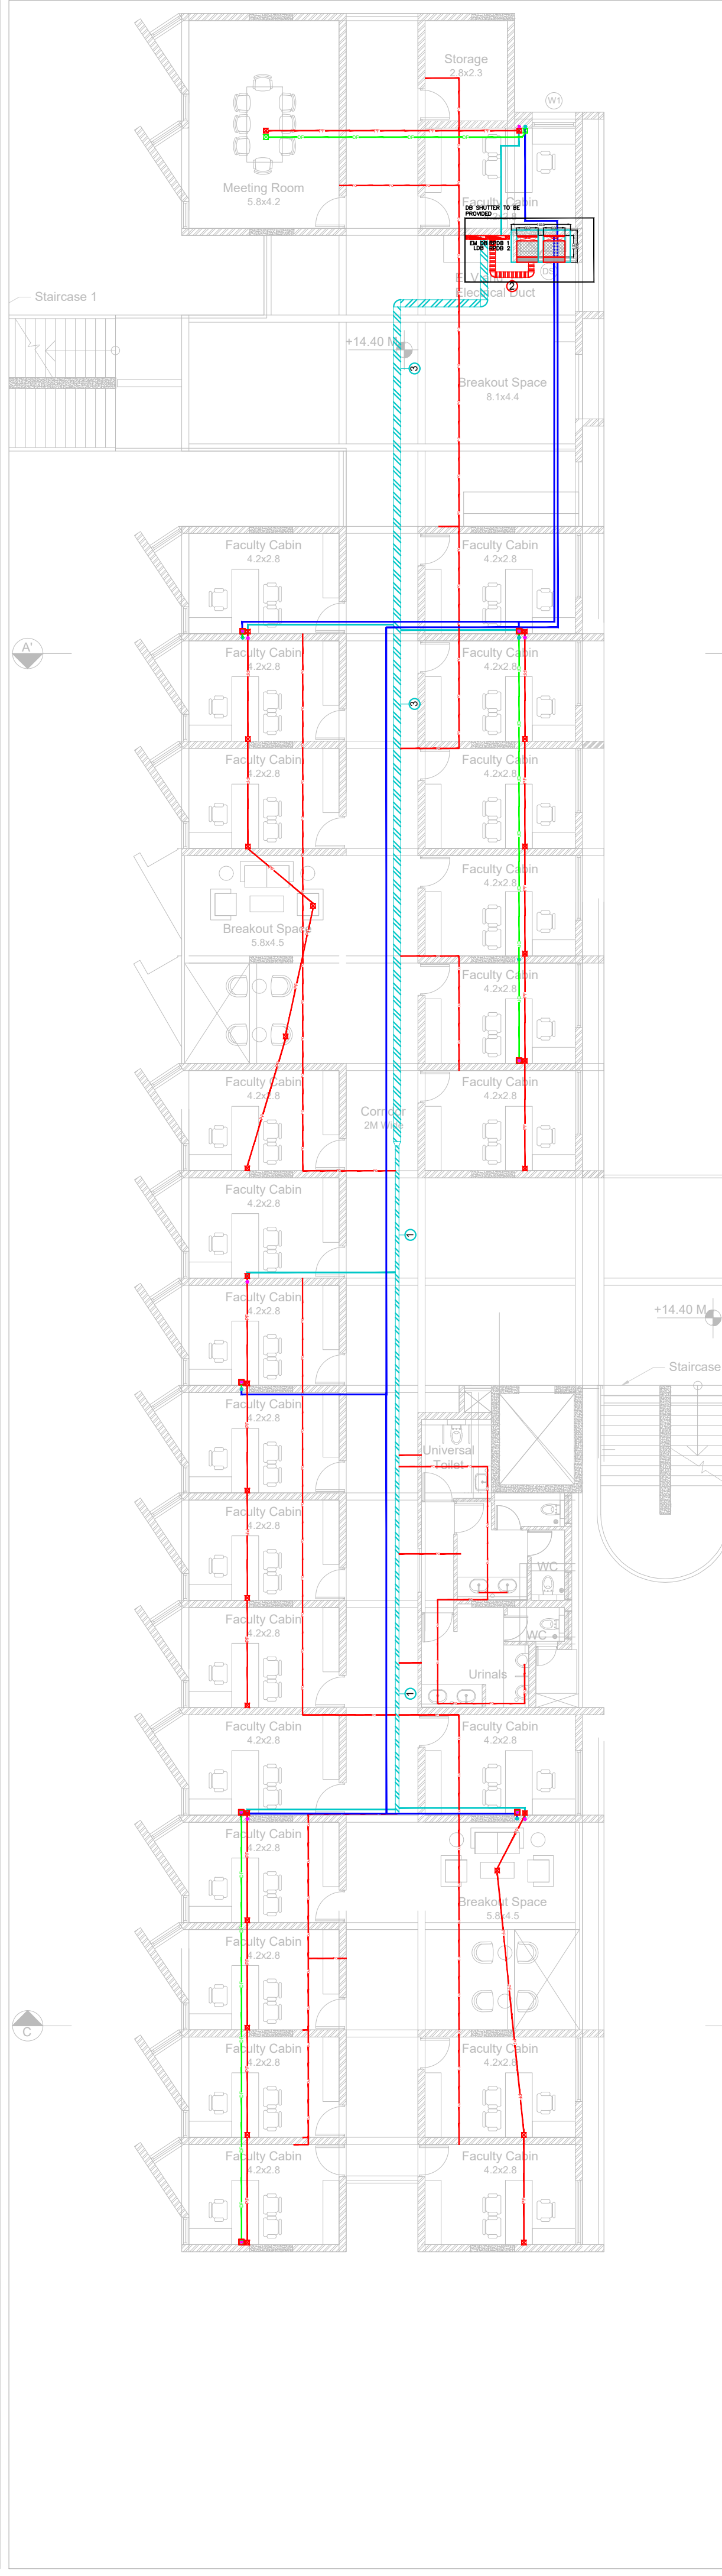 Storage
2.8x2.3
W1
Meeting Room
5.8x4.2
Faculty Cabin
DB SHUTTER TO BE
PROVIDED
Staircase 1
Electrical Duct
2
+14.40 M
3
Breakout Space
8.1x4.4
Faculty Cabin
4.2x2.8
Faculty Cabin
4.2x2.8
A'
Faculty Cabin
4.2x2.8
Faculty Cabin
4.2x2.8
3
Faculty Cabin
4.2x2.8
Faculty Cabin
4.2x2.8
Faculty Cabin
4.2x2.8
Breakout Space
5.8x4.5
Faculty Cabin
4.2x2.8
Faculty Cabin
4.2x2.8
Faculty Cabin
4.2x2.8
Corridor
2M Wide
Faculty Cabin
4.2x2.8
1
Faculty Cabin
4.2x2.8
+14.40 M
Staircase
Faculty Cabin
4.2x2.8
Universal
Toilet
Faculty Cabin
4.2x2.8
WC
Faculty Cabin
4.2x2.8
WC
Urinals
1
Faculty Cabin
4.2x2.8
Faculty Cabin
4.2x2.8
Faculty Cabin
4.2x2.8
Breakout Space
5.8x4.5
Faculty Cabin
4.2x2.8
C
Faculty Cabin
4.2x2.8
Faculty Cabin
4.2x2.8
Faculty Cabin
4.2x2.8
Faculty Cabin
4.2x2.8